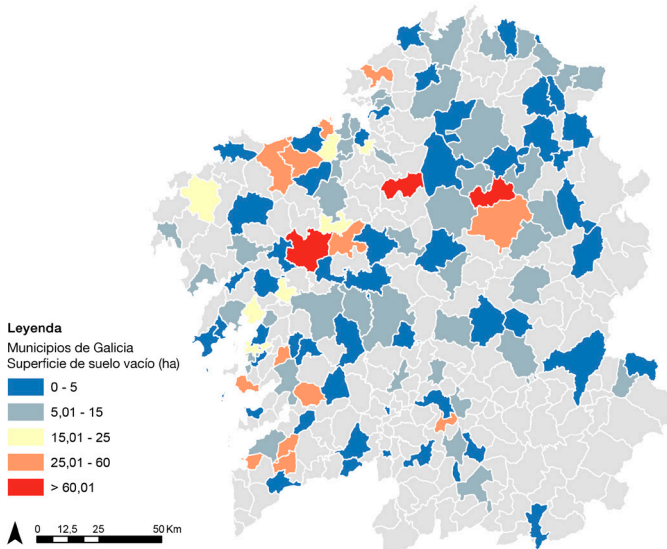 Leyenda
Municipios de Galicia
Superficie de suelo vacío (ha)
0 - 5
5,01 - 15
15,01 - 25
25,01 - 60
> 60,01
0 12,5 25 50 Km